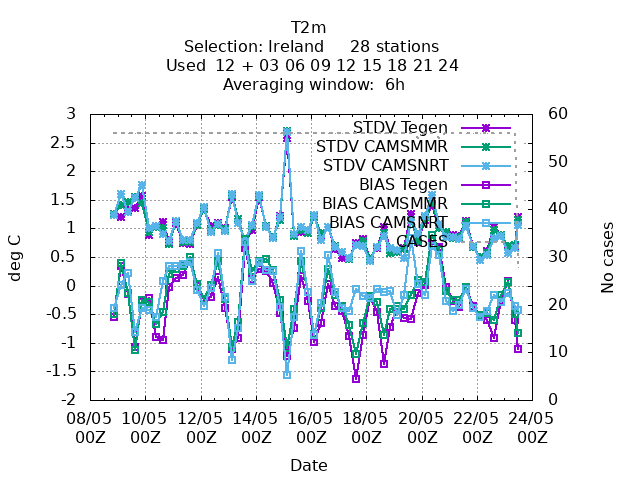 T2m
Selection: Ireland 28 stations
Used 12 + 03 06 09 12 15 18 21 24
Averaging window: 6h
3
2.5
2
1.5
1
0.5
0
-0.5
-1
-1.5
-2
deg C
60
50
40
30
20
10
0
No cases
STDV Tegen
STDV CAMSMMR
STDV CAMSNRT
BIAS Tegen
BIAS CAMSMMR
BIAS CAMSNRT
CASES
08/05 10/05 12/05 14/05 16/05 18/05 20/05 22/05 24/05
00Z 00Z 00Z 00Z 00Z 00Z 00Z 00Z 00Z
Date